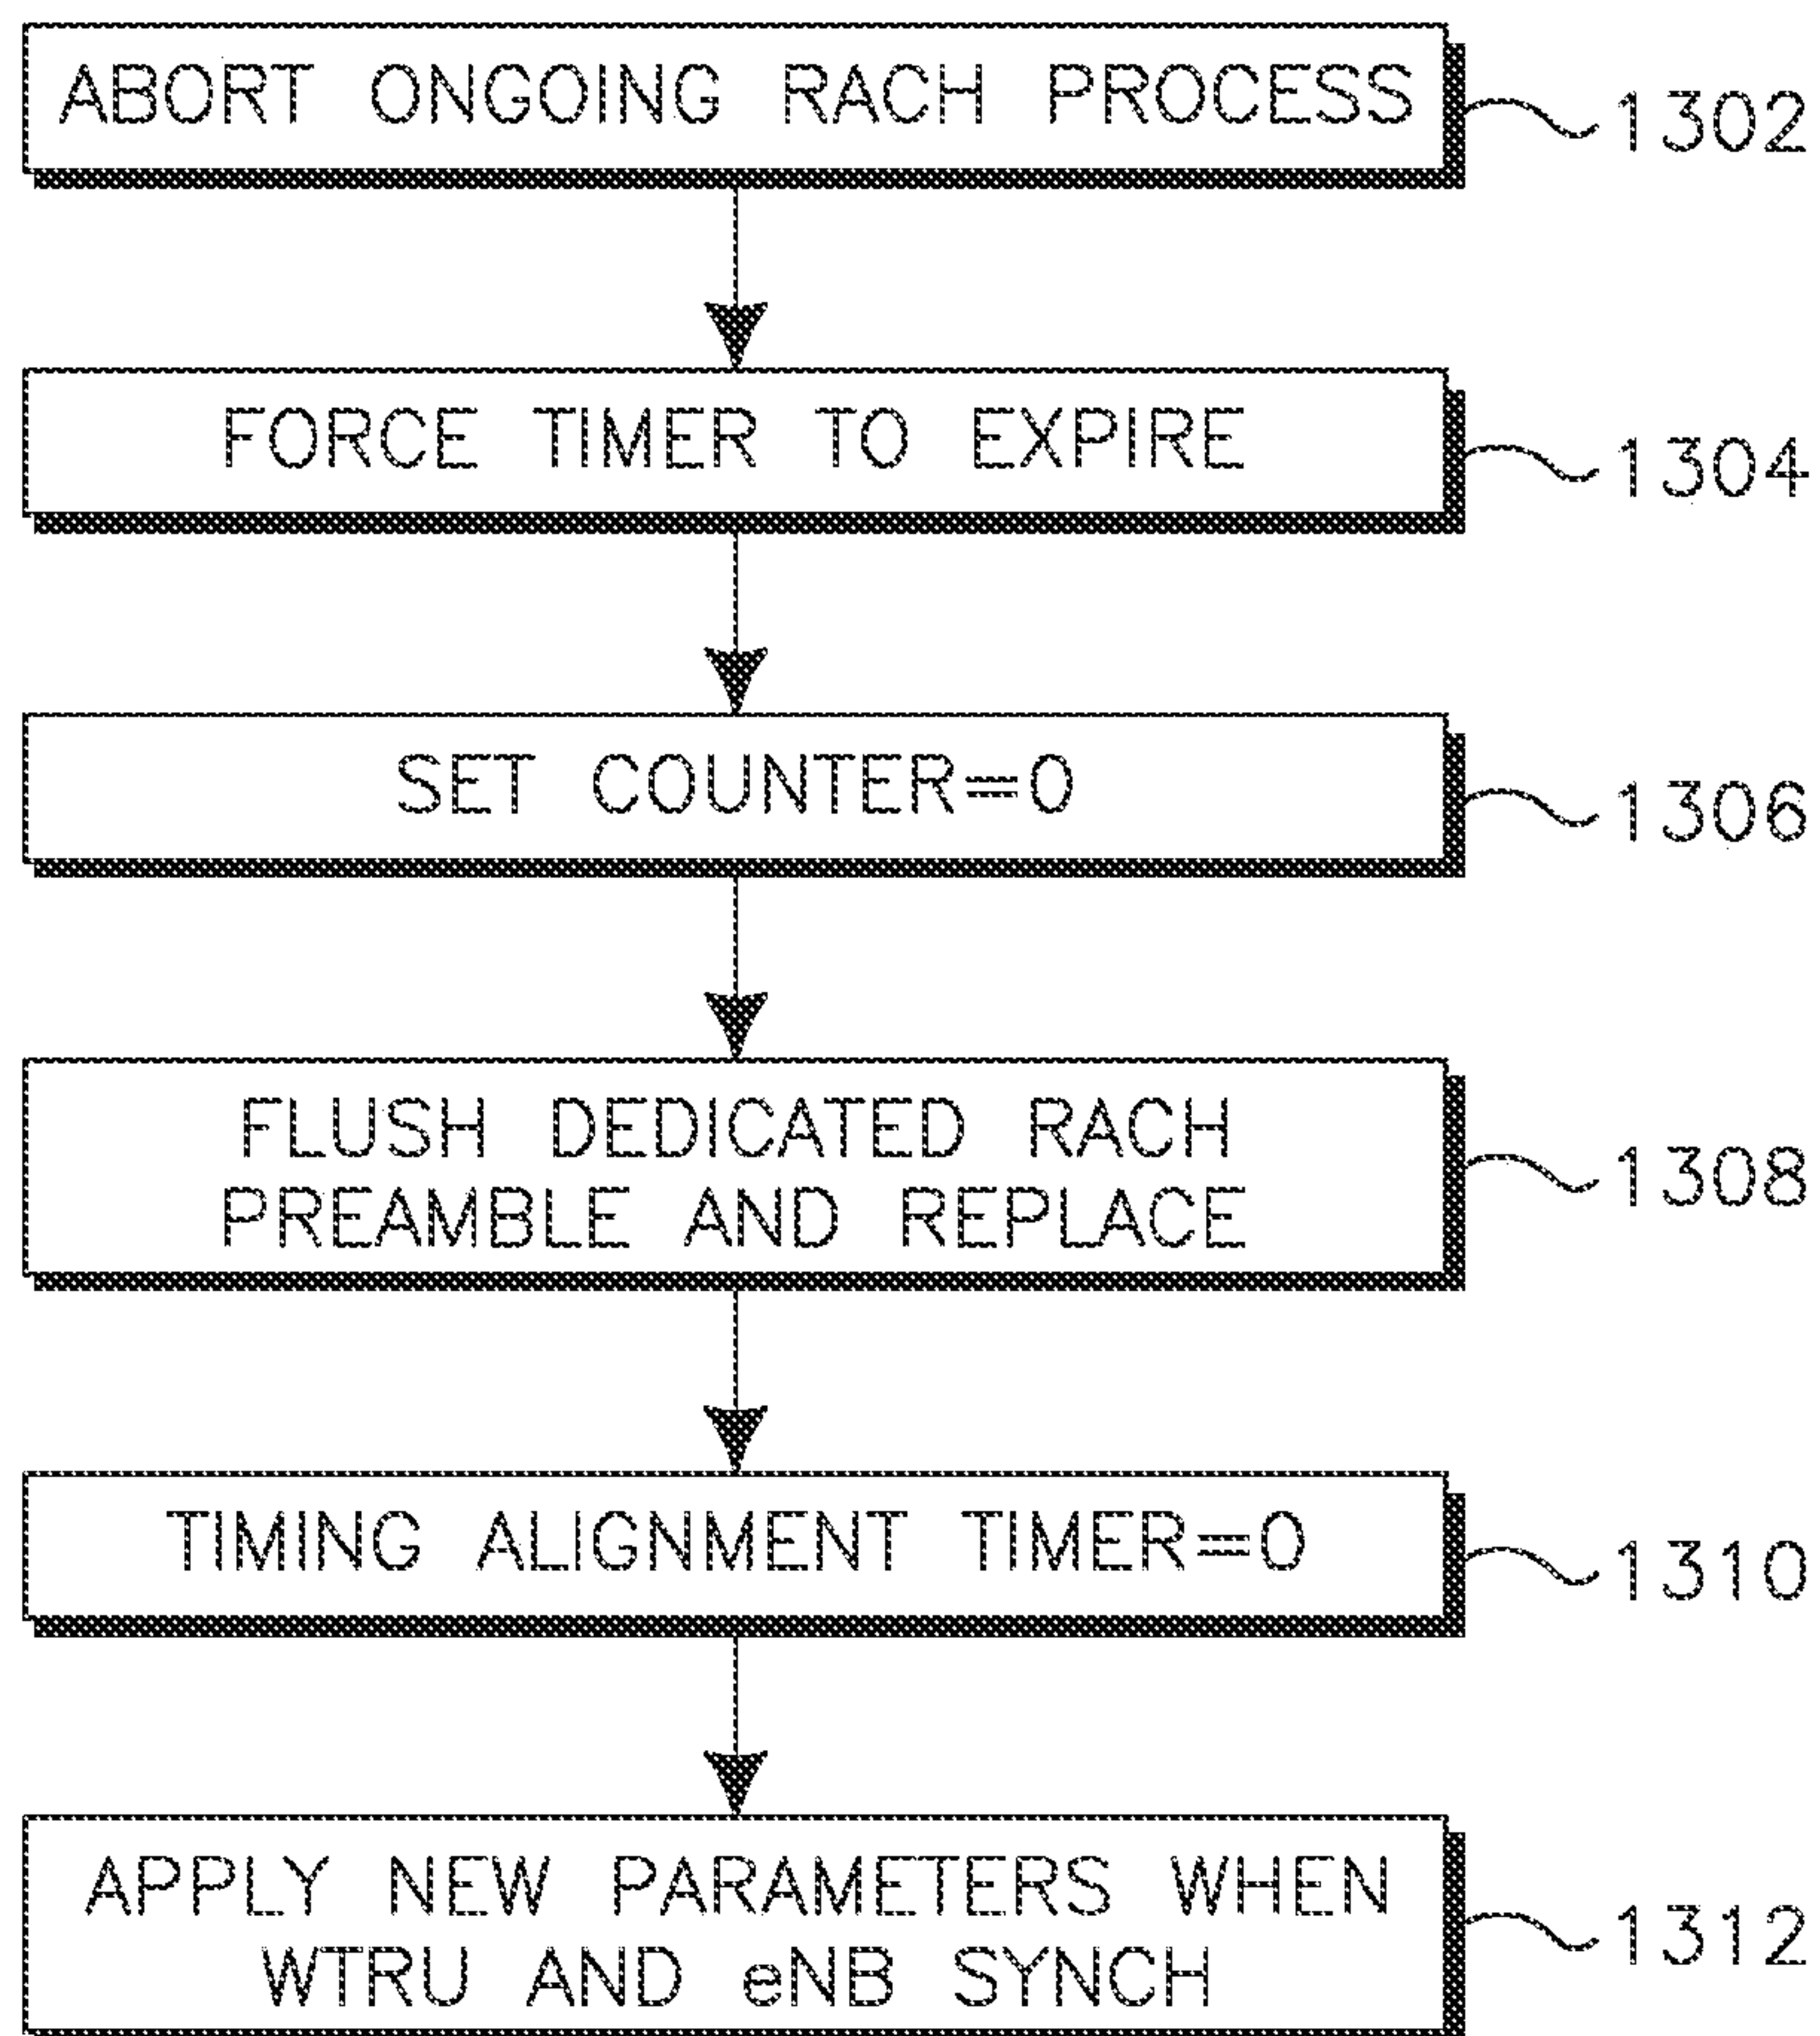 ABORT ONGOING RACH PROCESS
1302
FORCE TIMER TO EXPIRE
1304
SET COUNTER=0
1306
FLUSH DEDICATED RACH
PREAMBLE AND REPLACE
1308
TIMING ALIGNMENT TIMER=0
1310
APPLY NEW PARAMETERS WHEN
WTRU AND eNB SYNCH
1312